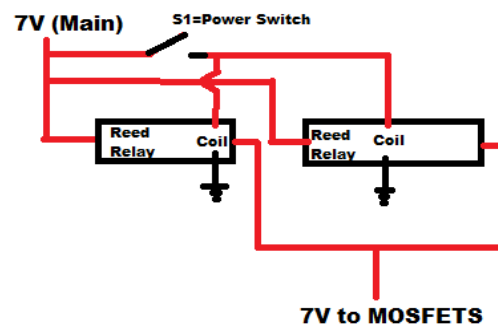 7V (Main)
S1=Power Switch
Reed
Relay
Coil
Reed
Relay
Coil
7V to MOSFETS